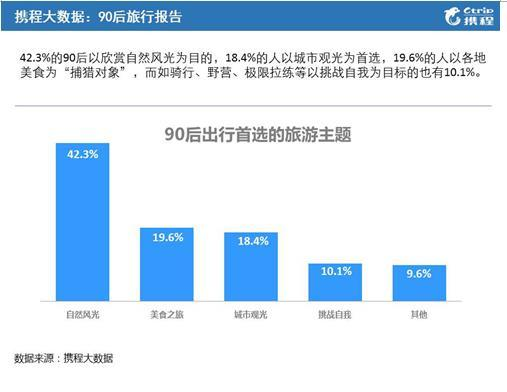 携程大数据：90后旅行报告
Ctrip
携程
42.3%的90后以欣赏自然风光为目的，18.4%的人以城市观光为首选，19.6%的人以各地
美食为“捕猎对象”，而如骑行、野营、极限拉练等以挑战自我为目标的也有10.1%。
90后出行首选的旅游主题
42.3%
19.6%
18.4%
10.1%
9.6%
自然风光 美食之旅 城市观光 挑战自我 其他
数据来源：携程大数据